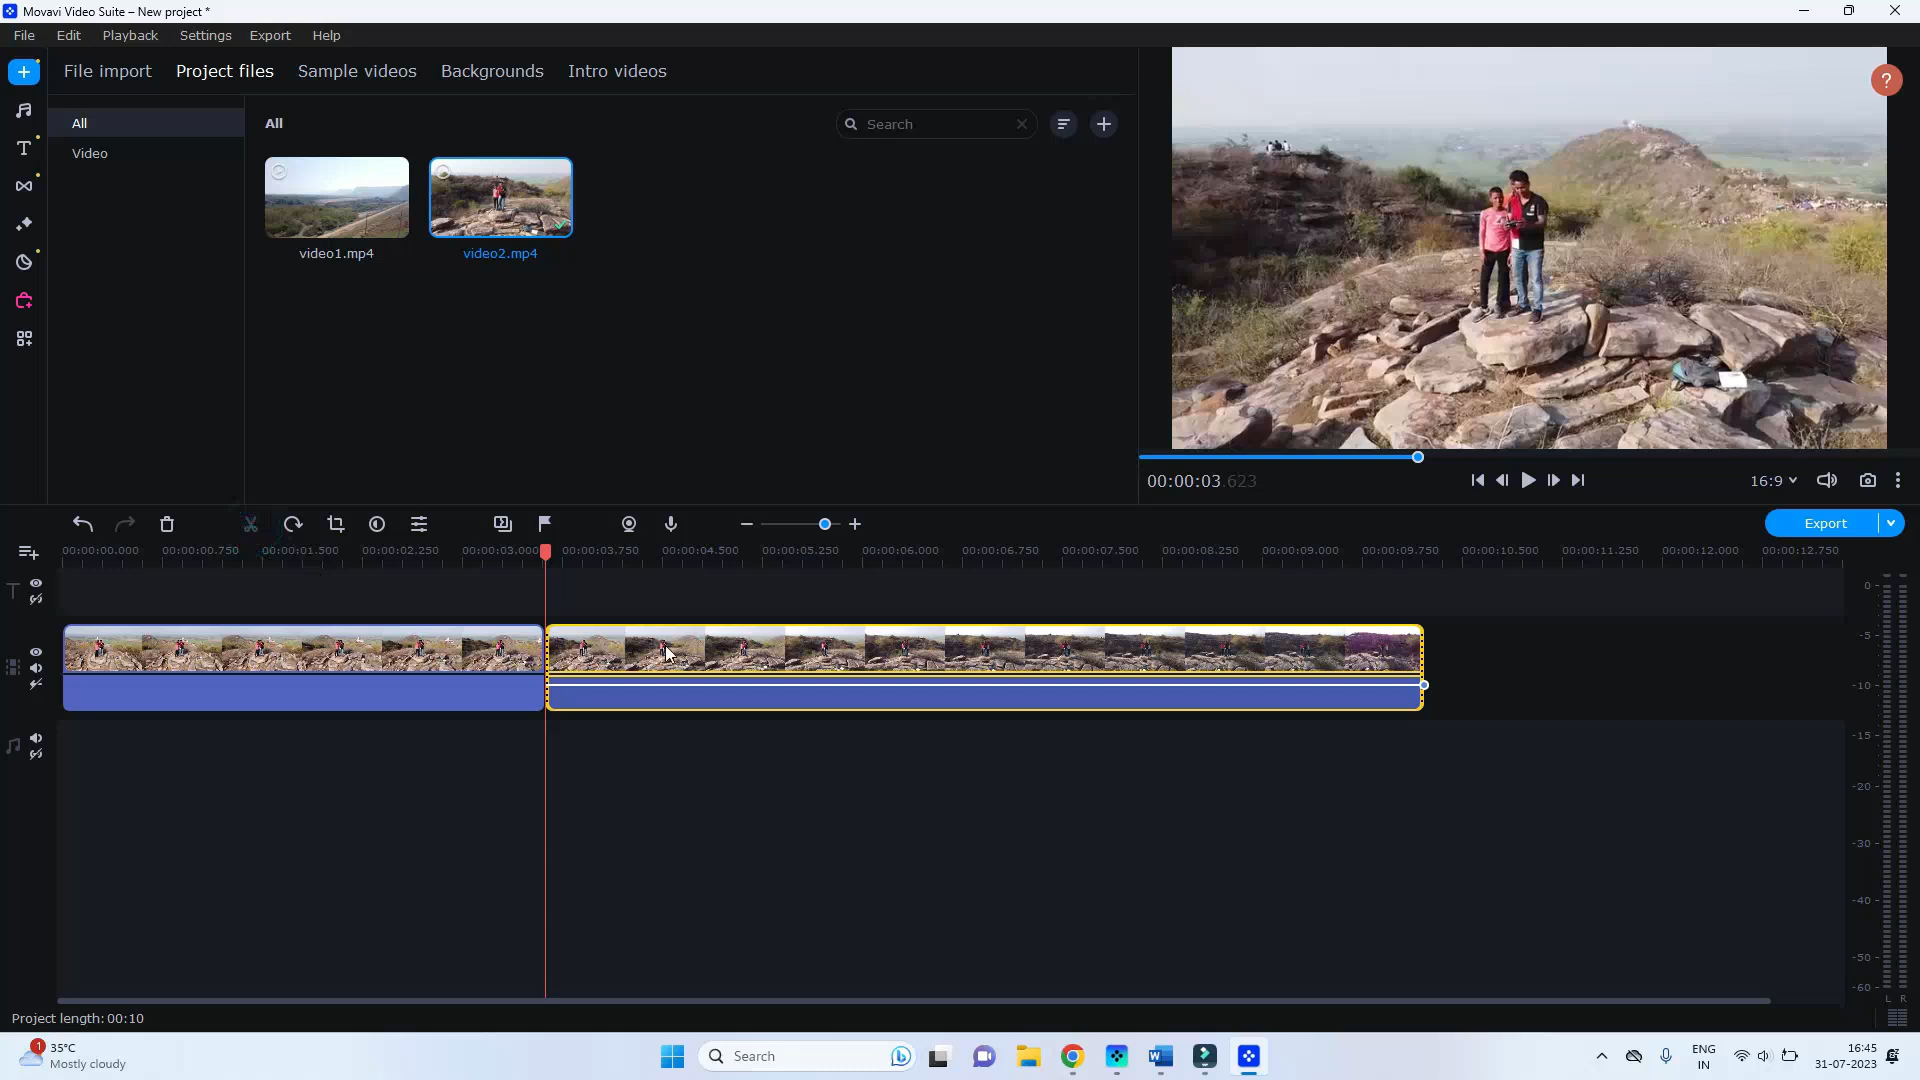 Movavi Video Suite – New project *
File Edit Playback Settings Export Help
File import Project files Sample videos Backgrounds Intro videos
All
Video
All
Search
video1.mp4
video2.mp4
?
00:00:03.623
16:9
Export
00:00:00.000 00:00:00.750 00:00:01.500 00:00:02.250 00:00:03.000 00:00:03.750 00:00:04.500 00:00:05.250 00:00:06.000 00:00:06.750 00:00:07.500 00:00:08.250 00:00:09.000 00:00:09.750 00:00:10.500 00:00:11.250 00:00:12.000 00:00:12.750
0
-5
-10
-15
-20
-30
-40
-50
-60
L R
Project length: 00:10
1
35°C
Mostly cloudy
Search
ENG
IN
16:45
31-07-2023